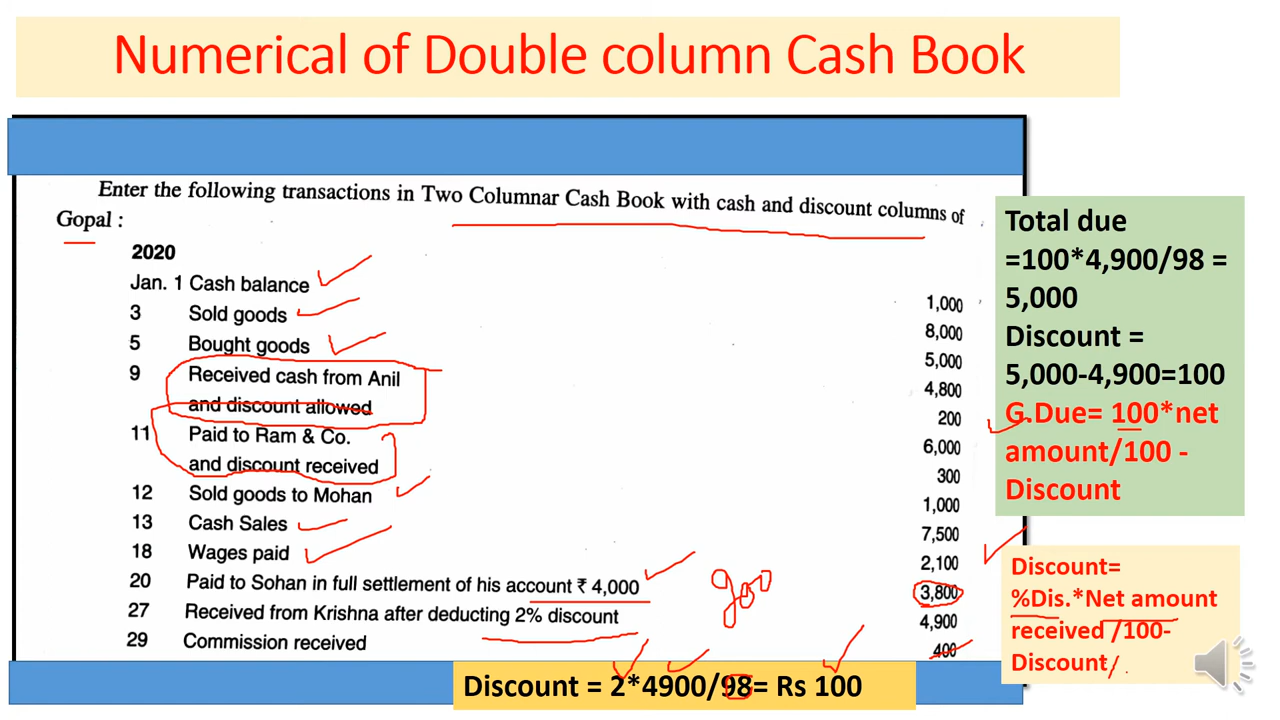 Numerical of Double column Cash Book
Enter the following transactions in Two Columnar Cash Book with cash and discount columns of
Gopal :
2020
Jan. 1 Cash balance 1,000
3 Sold goods 8,000
5 Bought goods 5,000
9 Received cash from Anil 4,800
and discount allowed 200
11 Paid to Ram & Co. 6,000
and discount received 300
12 Sold goods to Mohan 1,000
13 Cash Sales 7,500
18 Wages paid 2,100
20 Paid to Sohan in full settlement of his account ₹ 4,000 3,800
27 Received from Krishna after deducting 2% discount 4,900
29 Commission received 400
Total due
=100*4,900/98 =
5,000
Discount =
5,000-4,900=100
G.Due= 100*net
amount/100 -
Discount
Discount=
%Dis.*Net amount
received /100-
Discount
Discount = 2*4900/98= Rs 100